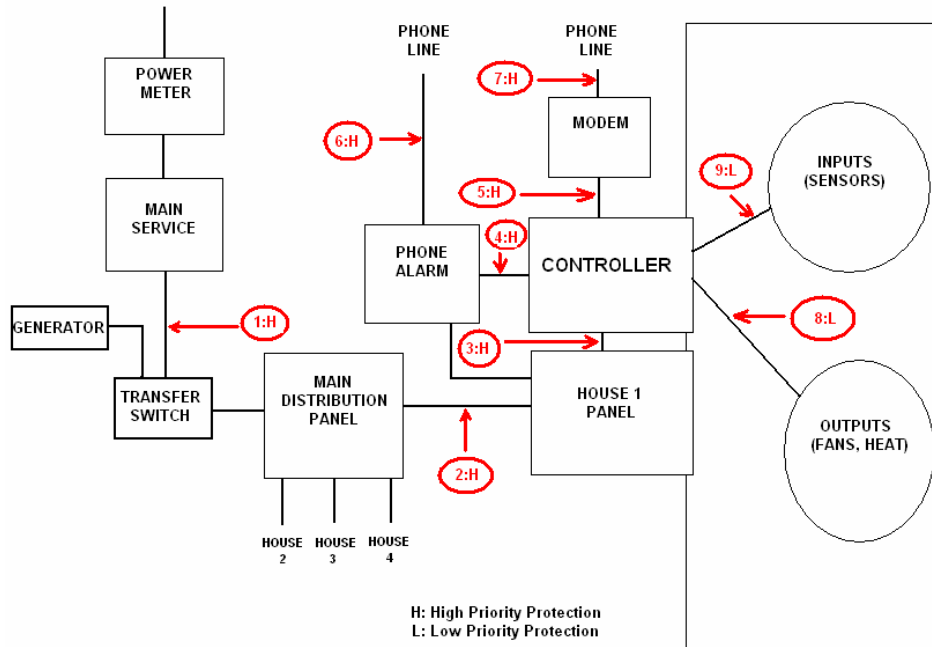 PHONE
LINE
PHONE
LINE
POWER
METER
7:H
MODEM
6:H
INPUTS
(SENSORS)
9:L
5:H
MAIN
SERVICE
4:H
PHONE
ALARM
CONTROLLER
GENERATOR
1:H
8:L
3:H
TRANSFER
SWITCH
MAIN
DISTRIBUTION
PANEL
HOUSE 1
PANEL
OUTPUTS
(FANS, HEAT)
2:H
HOUSE
2
HOUSE
3
HOUSE
4
H: High Priority Protection
L: Low Priority Protection